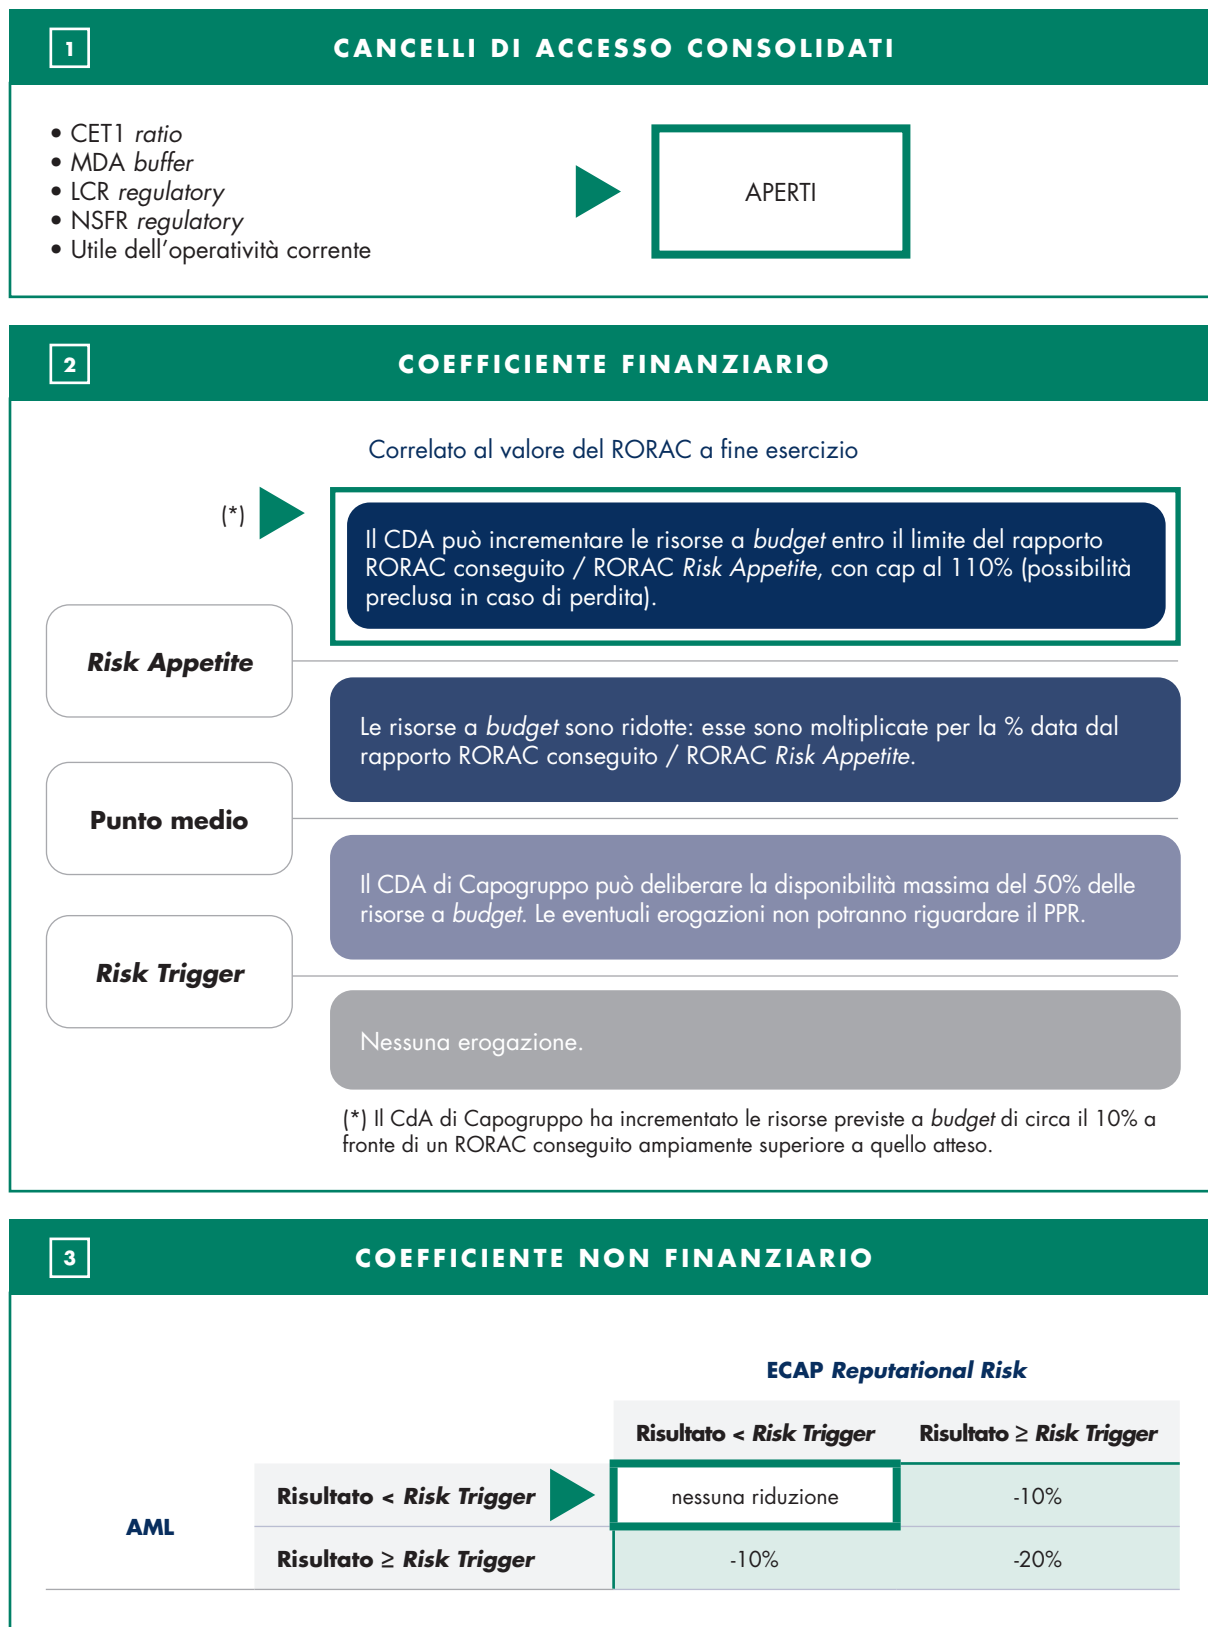 1
CANCELLI DI ACCESSO CONSOLIDATI
• CET1 ratio
• MDA buffer
• LCR regulatory
• NSFR regulatory
• Utile dell'operatività corrente
APERTI
2
COEFFICIENTE FINANZIARIO
Correlato al valore del RORAC a fine esercizio
(*)
Il CDA può incrementare le risorse a budget entro il limite del rapporto
RORAC conseguito / RORAC Risk Appetite, con cap al 110% (possibilità
preclusa in caso di perdita).
Risk Appetite
Le risorse a budget sono ridotte: esse sono moltiplicate per la % data dal
rapporto RORAC conseguito / RORAC Risk Appetite.
Punto medio
Il CDA di Capogruppo può deliberare la disponibilità massima del 50% delle
risorse a budget. Le eventuali erogazioni non potranno riguardare il PPR.
Risk Trigger
Nessuna erogazione.
(*) Il CdA di Capogruppo ha incrementato le risorse previste a budget di circa il 10% a
fronte di un RORAC conseguito ampiamente superiore a quello atteso.
3
COEFFICIENTE NON FINANZIARIO
ECAP Reputational Risk
Risultato < Risk Trigger
Risultato ≥ Risk Trigger
AML
Risultato < Risk Trigger
nessuna riduzione
-10%
Risultato ≥ Risk Trigger
-10%
-20%